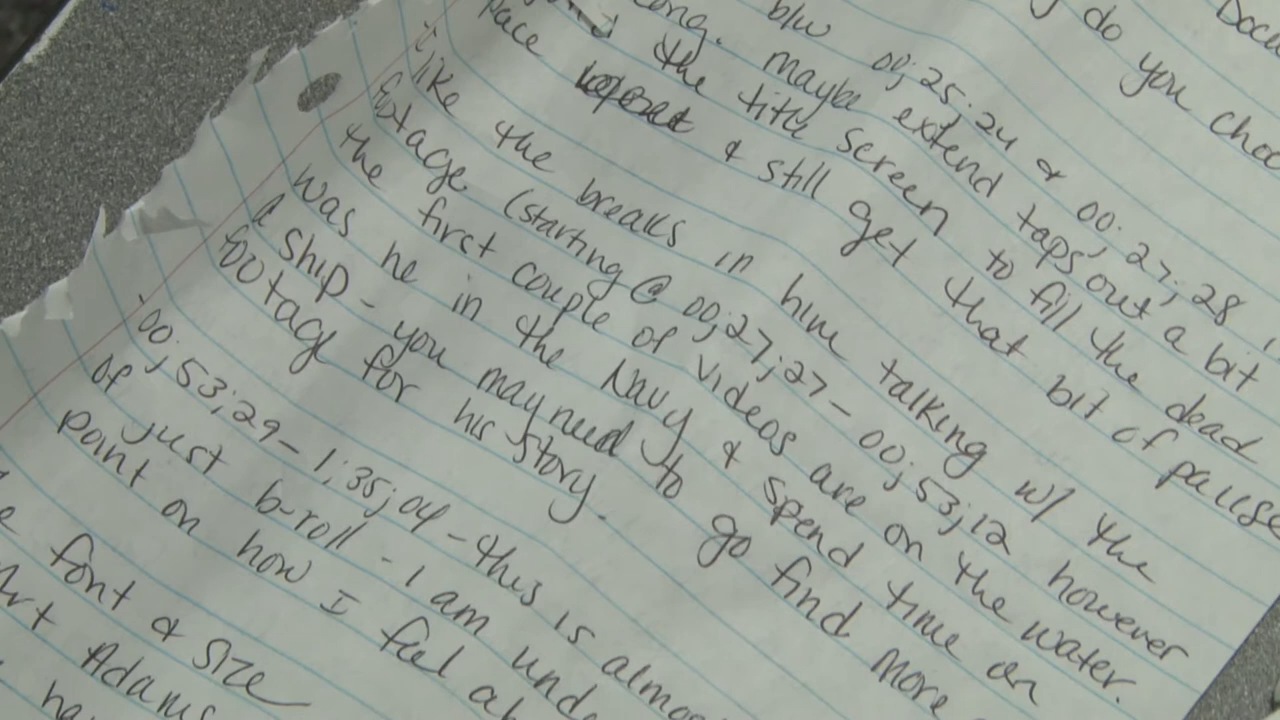 Docu
do you choo
blw 00;25;24 & 00;27;28,
long. maybe extend taps out a bit
the title screen to fill the dead
pace & still get that bit of pause
I like the breaks in him talking w/ the
footage (starting @ 00;27;27 - 00;53;12 however
the first couple of videos are on the water.
was he in the Navy & spend time on
A Ship - you may need to go find more
footage for his story.
- 00;53;29 - 1;35;04 - this is almos
of just b-roll - I am unde
point on how I feel ab
font & size
Art Adams
ha